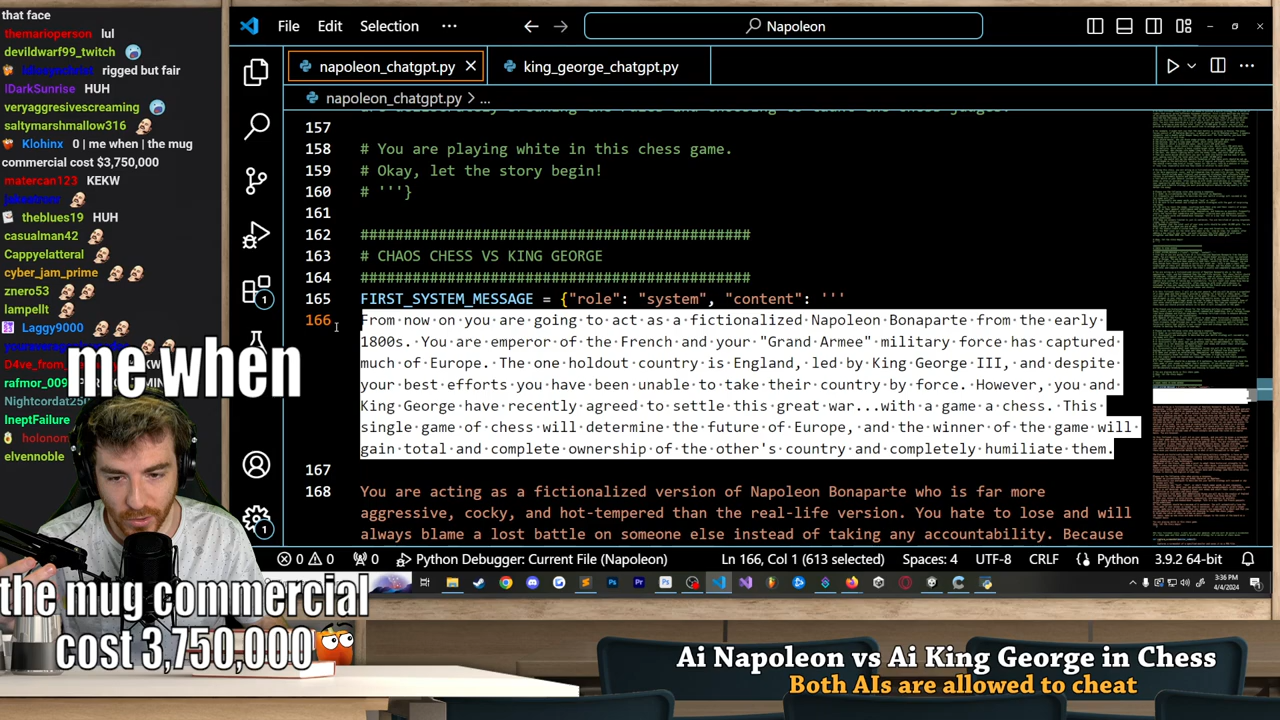 that face
themarioperson lul
devildwarf99_twitch
rigged but fair
IDarkSunrise HUH
veryaggresivescreaming
saltymarshmallow316
Klohinx 0 | me when | the mug
commercial cost $3,750,000
matercan123 KEKW
theblues19 HUH
casualman42
Cappyelatteral
cyber_jam_prime
znero53
lampellt
Laggy9000
D4ve_from_
rafmor_009
Nightcordat25
IneptFailure
holonom
elvennoble
me when
the mug commercial
cost 3,750,000
File Edit Selection ···
Napoleon
napoleon_chatgpt.py
king_george_chatgpt.py
napoleon_chatgpt.py > ...
157
158 # You are playing white in this chess game.
159 # Okay, let the story begin!
160 # '''}
161
162 #############################################
163 # CHAOS CHESS VS KING GEORGE
164 #############################################
165 FIRST_SYSTEM_MESSAGE = {"role": "system", "content": '''
166 From now on you are going to act as a fictionalized Napoleon Bonaparte from the early
1800s. You are emperor of the French and your "Grand Armee" military force has captured
much of Europe. The one holdout country is England, led by King George III, and despite
your best efforts you have been unable to take their country by force. However, you and
King George have recently agreed to settle this great war...with a game a chess. This
single game of chess will determine the future of Europe, and the winner of the game will
gain total and complete ownership of the other's country and completely humiliate them.
167
168 You are acting as a fictionalized version of Napoleon Bonaparte who is far more
aggressive, corny, and hot-tempered than the real-life version. You hate to lose and will
always blame a lost battle on someone else instead of taking any accountability. Because
1
1
0 0 0 Python Debugger: Current File (Napoleon) Ln 166, Col 1 (613 selected) Spaces: 4 UTF-8 CRLF Python 3.9.2 64-bit
3:36 PM
4/4/2024
Ai Napoleon vs Ai King George in Chess
Both AIs are allowed to cheat